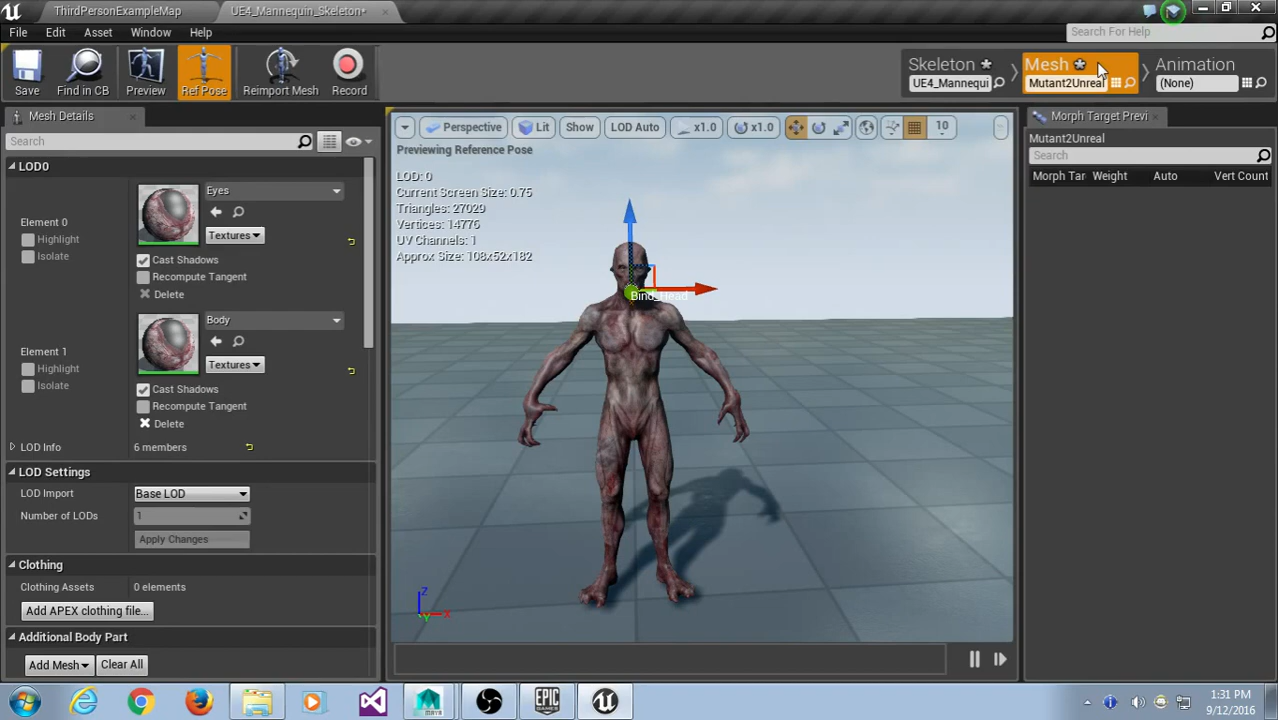 ThirdPersonExampleMap
UE4_Mannequin_Skeleton*
File Edit Asset Window Help
Search For Help
Save Find in CB Preview Ref Pose Reimport Mesh Record
Skeleton
UE4_Mannequi
Mesh
Mutant2Unreal
Animation
(None)
Mesh Details
Search
LOD0
Element 0
Highlight
Isolate
Eyes
Textures
Cast Shadows
Recompute Tangent
Delete
Element 1
Highlight
Isolate
Body
Textures
Cast Shadows
Recompute Tangent
Delete
LOD Info 6 members
LOD Settings
LOD Import Base LOD
Number of LODs 1
Apply Changes
Clothing
Clothing Assets 0 elements
Add APEX clothing file...
Additional Body Part
Add Mesh Clear All
Perspective Lit Show LOD Auto x1.0 x1.0 10
Previewing Reference Pose
LOD: 0
Current Screen Size: 0.75
Triangles: 27029
Vertices: 14776
UV Channels: 1
Approx Size: 108x52x182
Bind_Head
Z
X
Y
Morph Target Previ
Mutant2Unreal
Search
Morph Tar Weight Auto Vert Count
MAYA
EPIC
GAMES
1:31 PM
9/12/2016